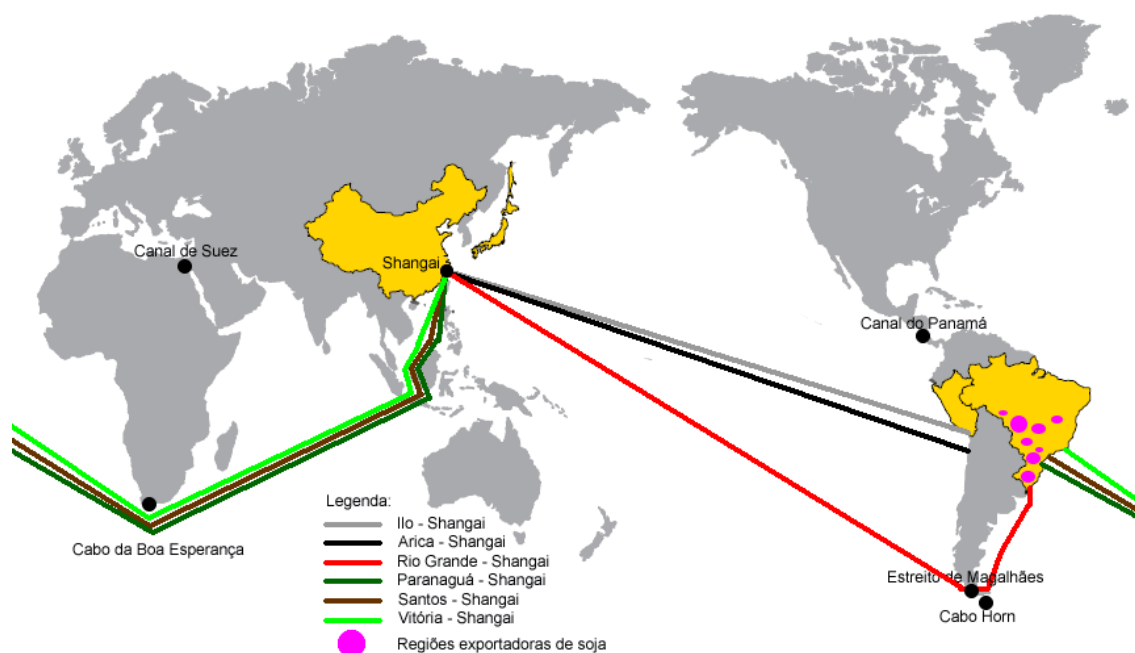 Canal de Suez
Shangai
Canal do Panamá
Cabo da Boa Esperança
Legenda:
Ilo - Shangai
Arica - Shangai
Rio Grande - Shangai
Paranaguá - Shangai
Santos - Shangai
Vitória - Shangai
Regiões exportadoras de soja
Estreito de Magalhães
Cabo Horn